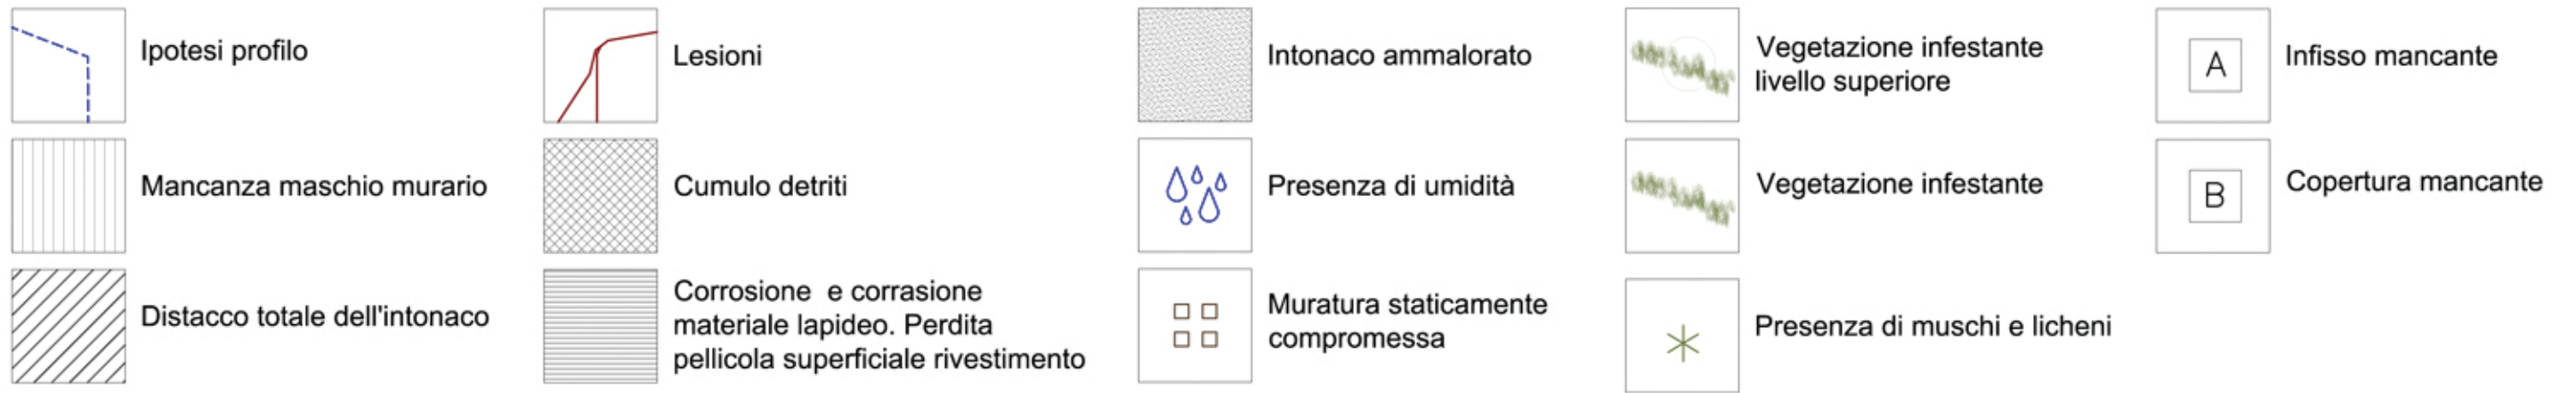 Ipotesi profilo
Mancanza maschio murario
Distacco totale dell'intonaco
Lesioni
Cumulo detriti
Corrosione  e corrasione
materiale lapideo. Perdita
pellicola superficiale rivestimento
Intonaco ammalorato
Presenza di umidità
Muratura staticamente
compromessa
Vegetazione infestante
livello superiore
Vegetazione infestante
Presenza di muschi e licheni
A
Infisso mancante
B
Copertura mancante